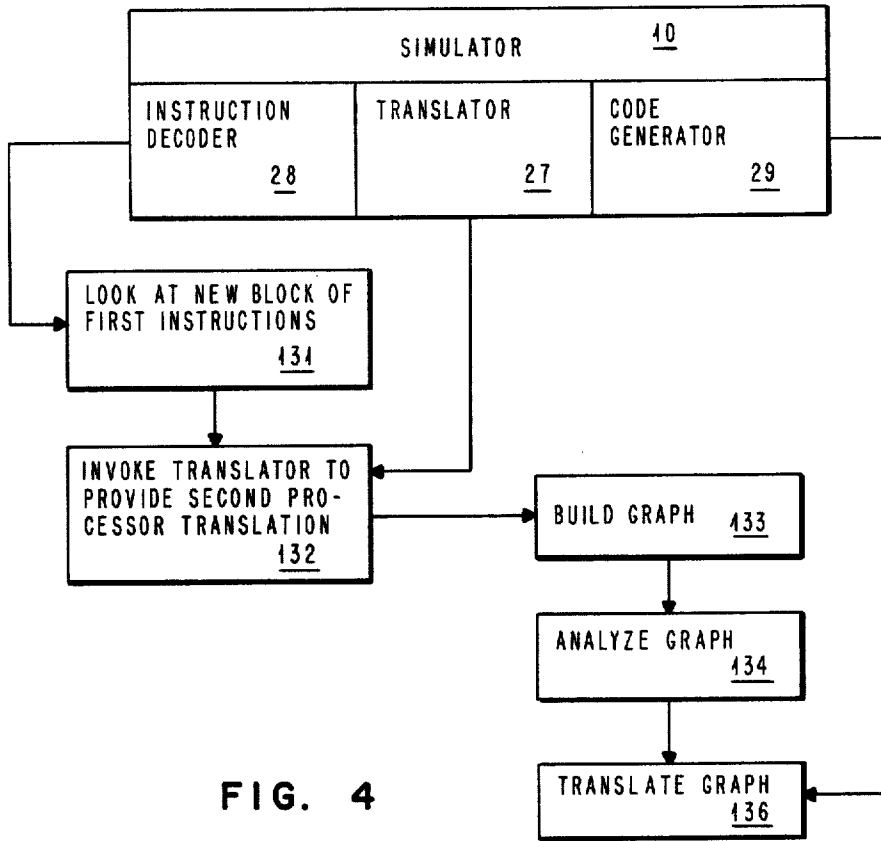 SIMULATOR 10
INSTRUCTION
DECODER
28
TRANSLATOR
27
CODE
GENERATOR
29
LOOK AT NEW BLOCK OF
FIRST INSTRUCTIONS
131
INVOKE TRANSLATOR TO
PROVIDE SECOND PRO-
CESSOR TRANSLATION
132
BUILD GRAPH 133
ANALYZE GRAPH
134
TRANSLATE GRAPH
136
FIG. 4